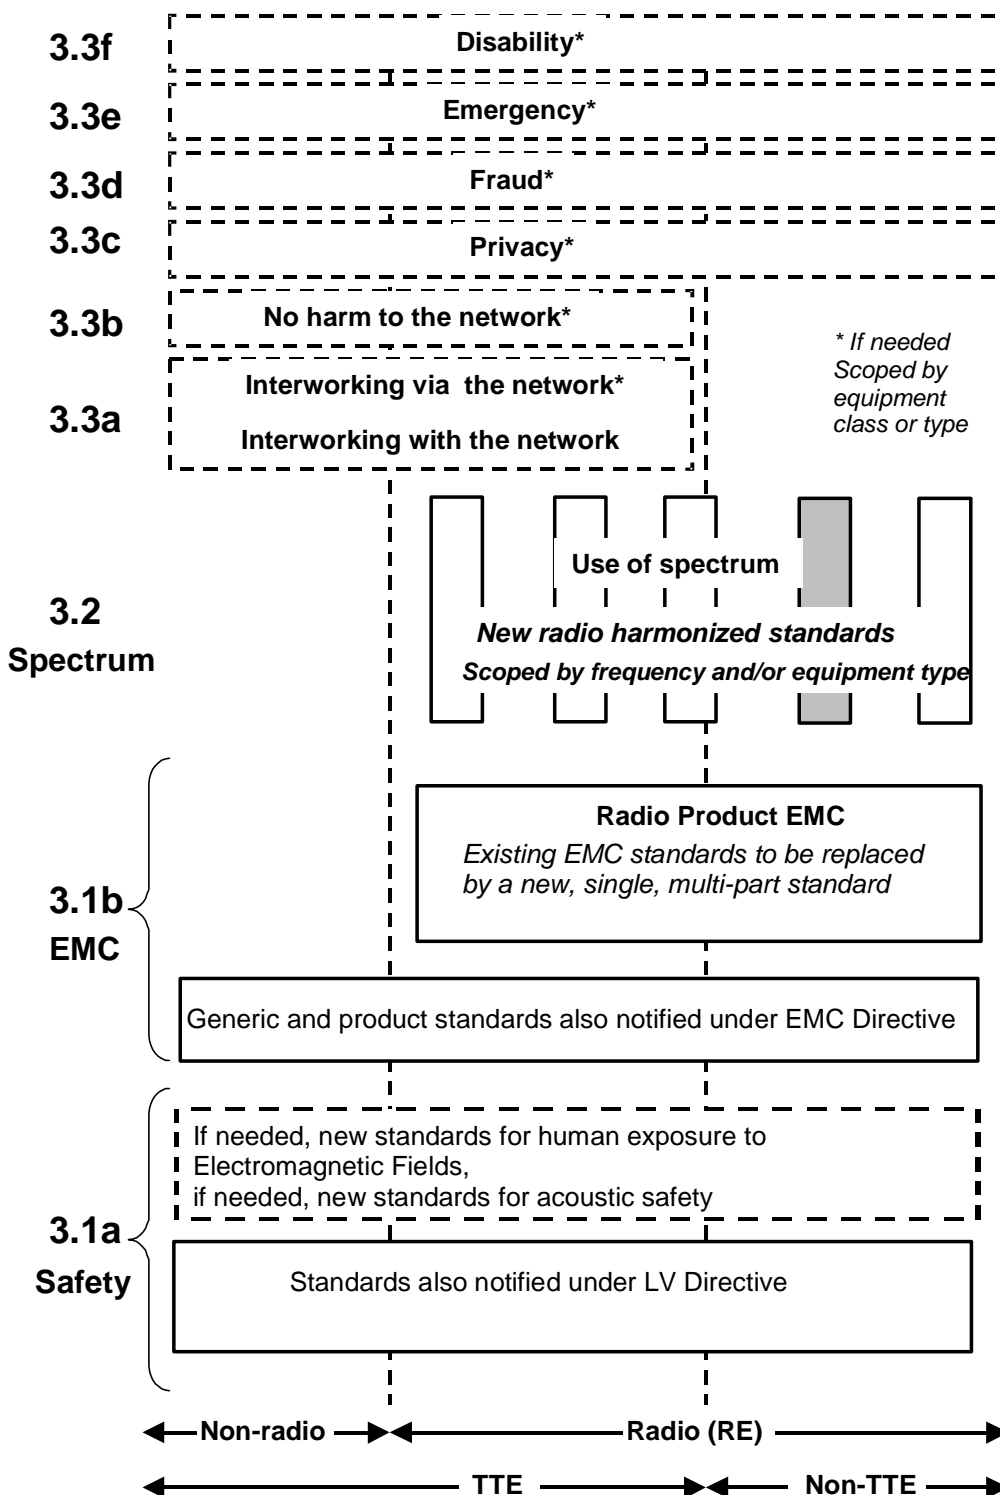 3.3f
Disability*
3.3e
Emergency*
3.3d
Fraud*
3.3c
Privacy*
3.3b
No harm to the network*
3.3a
Interworking via the network*
Interworking with the network
* If needed
Scoped by
equipment
class or type
3.2
Spectrum
Use of spectrum
New radio harmonized standards
Scoped by frequency and/or equipment type
3.1b
EMC
Radio Product EMC
Existing EMC standards to be replaced
by a new, single, multi-part standard
Generic and product standards also notified under EMC Directive
3.1a
Safety
If needed, new standards for human exposure to
Electromagnetic Fields,
if needed, new standards for acoustic safety
Standards also notified under LV Directive
Non-radio
Radio (RE)
TTE
Non-TTE